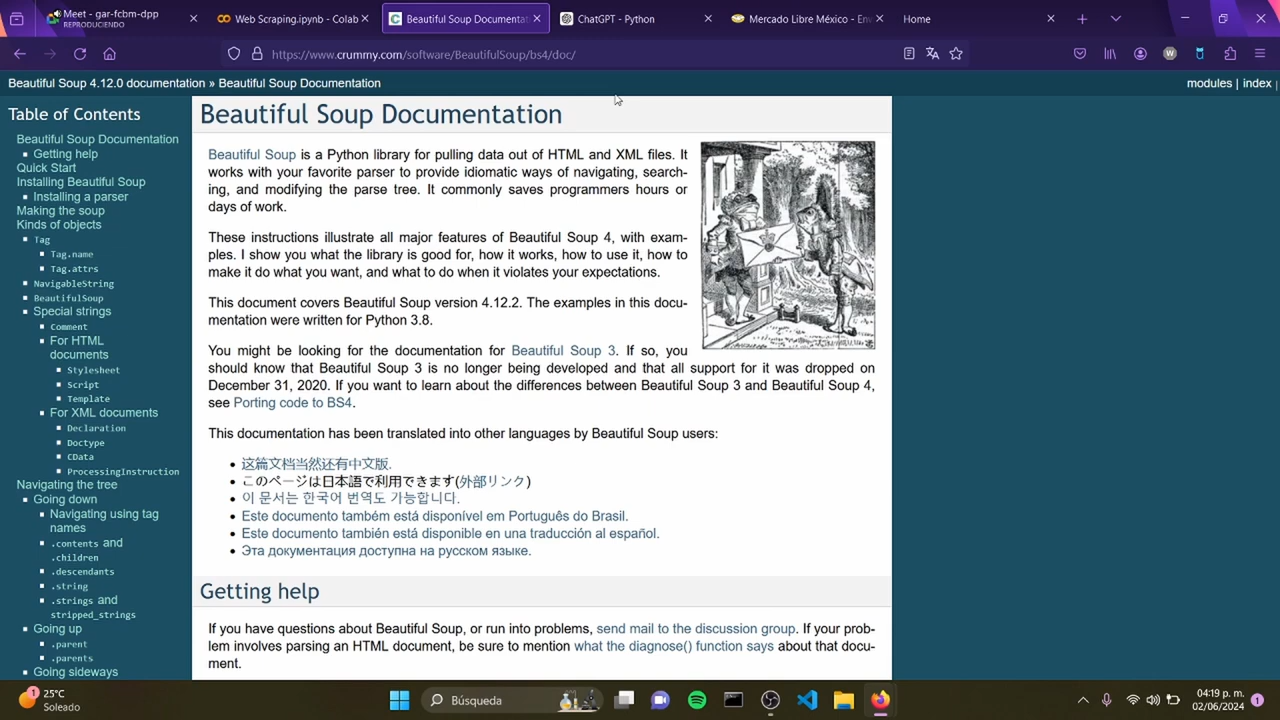 Meet - gar-fcbm-dpp
REPRODUCIENDO
Web Scraping.ipynb - Colab
Beautiful Soup Documentat
ChatGPT - Python
Mercado Libre México - En
Home
https://www.crummy.com/software/BeautifulSoup/bs4/doc/
Beautiful Soup 4.12.0 documentation » Beautiful Soup Documentation
modules | index
Table of Contents
Beautiful Soup Documentation
Getting help
Quick Start
Installing Beautiful Soup
Installing a parser
Making the soup
Kinds of objects
Tag
Tag.name
Tag.attrs
NavigableString
BeautifulSoup
Special strings
Comment
For HTML
documents
Stylesheet
Script
Template
For XML documents
Declaration
Doctype
CData
ProcessingInstruction
Navigating the tree
Going down
Navigating using tag
names
.contents and
.children
.descendants
.string
.strings and
stripped_strings
Going up
.parent
.parents
Going sideways
Beautiful Soup Documentation
Beautiful Soup is a Python library for pulling data out of HTML and XML files. It
works with your favorite parser to provide idiomatic ways of navigating, search-
ing, and modifying the parse tree. It commonly saves programmers hours or
days of work.
These instructions illustrate all major features of Beautiful Soup 4, with exam-
ples. I show you what the library is good for, how it works, how to use it, how to
make it do what you want, and what to do when it violates your expectations.
This document covers Beautiful Soup version 4.12.2. The examples in this docu-
mentation were written for Python 3.8.
You might be looking for the documentation for Beautiful Soup 3. If so, you
should know that Beautiful Soup 3 is no longer being developed and that all support for it was dropped on
December 31, 2020. If you want to learn about the differences between Beautiful Soup 3 and Beautiful Soup 4,
see Porting code to BS4.
This documentation has been translated into other languages by Beautiful Soup users:
这篇文档当然还有中文版.
このページは日本語で利用できます(外部リンク)
이 문서는 한국어 번역도 가능합니다.
Este documento também está disponível em Português do Brasil.
Este documento también está disponible en una traducción al español.
Эта документация доступна на русском языке.
Getting help
If you have questions about Beautiful Soup, or run into problems, send mail to the discussion group. If your prob-
lem involves parsing an HTML document, be sure to mention what the diagnose() function says about that docu-
ment.
25°C
Soleado
Búsqueda
04:19 p. m.
02/06/2024